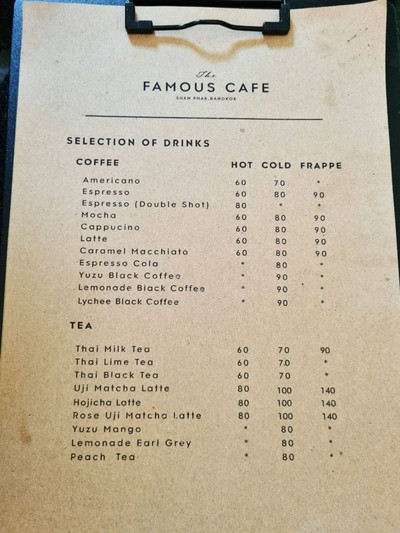 The
FAMOUS CAFE
SELECTION OF DRINKS
COFFEE HOT COLD FRAPPE
Americano 60 70 *
Espresso 60 80 90
Espresso (Double Shot) 80 * *
Mocha 60 80 90
Cappucino 60 80 90
Latte 60 80 90
Caramel Macchiato 60 80 90
Espresso Cola * 80 *
Yuzu Black Coffee * 90 *
Lemonade Black Coffee * 90 *
Lychee Black Coffee * 90
TEA
Thai Milk Tea 60 70 90
Thai Lime Tea 60 70 *
Thai Black Tea 60 70 *
Uji Matcha Latte 80 100 140
Hojicha Latte 80 100 140
Rose Uji Matcha Latte 80 100 140
Yuzu Mango * 80 *
Lemonade Earl Grey * 80 *
Peach Tea * 80 *